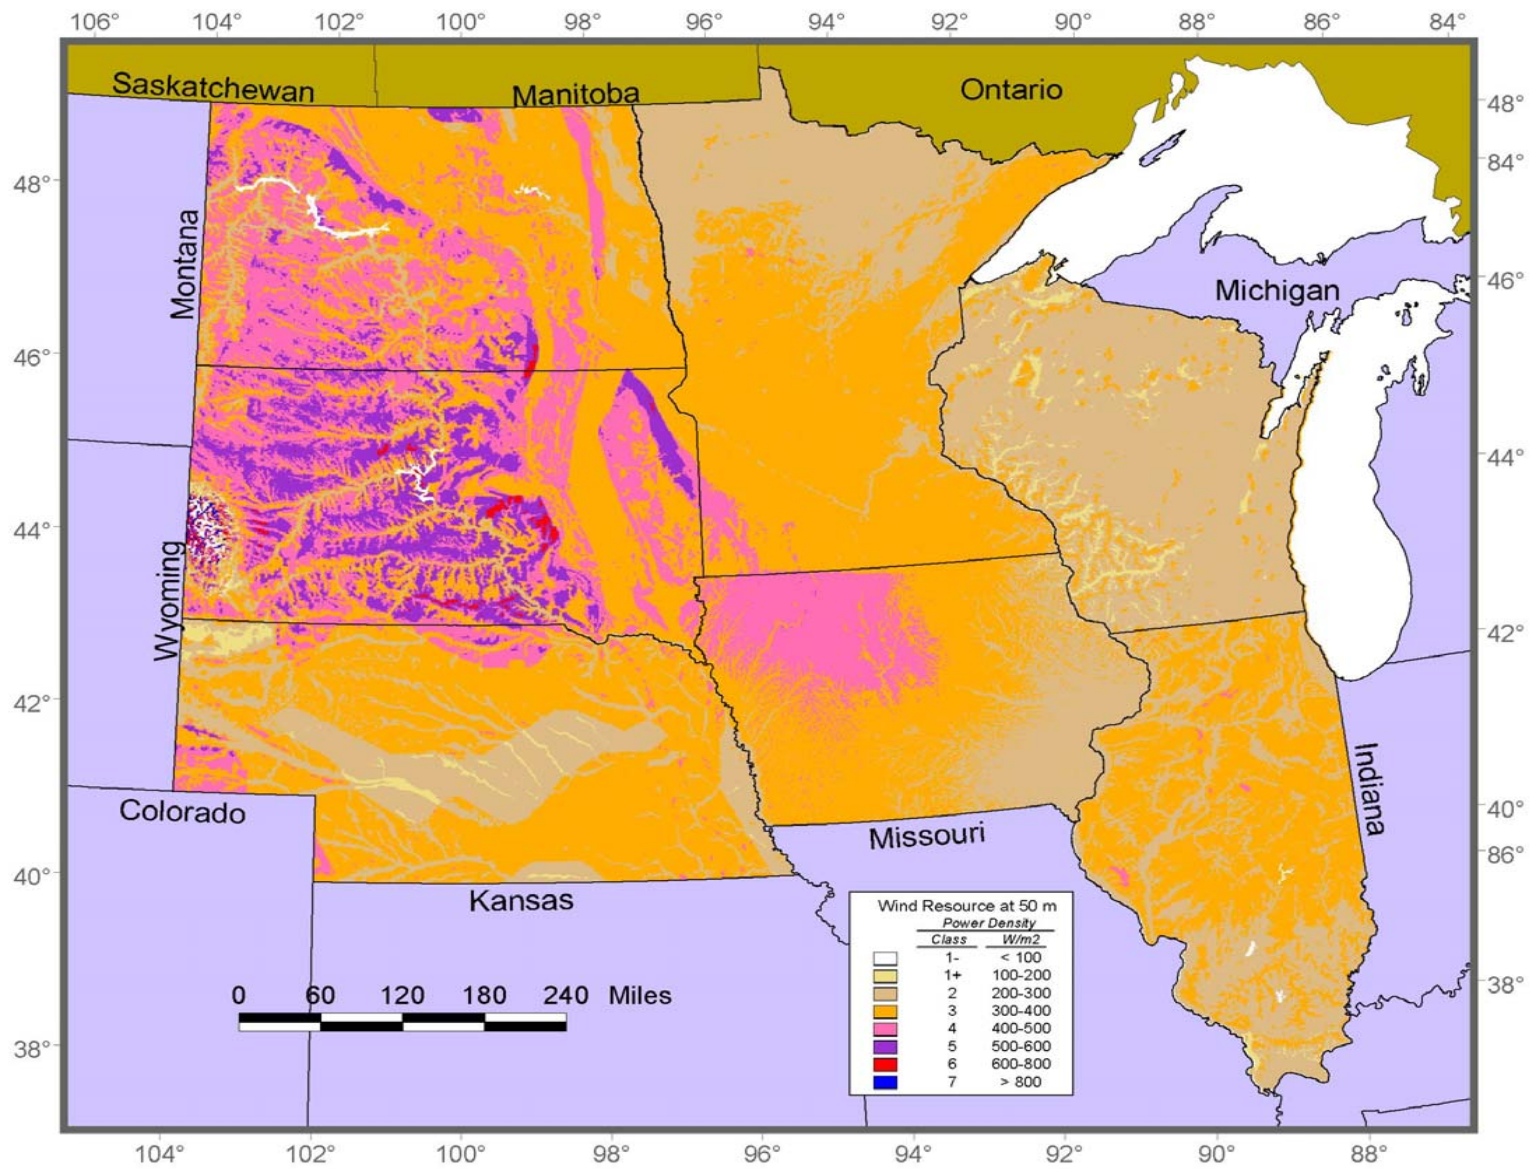 106° 104° 102° 100° 98° 96° 94° 92° 90° 88° 86° 84°
Saskatchewan
Manitoba
Ontario
48°
84°
48°
Montana
46°
Michigan
46°
44°
44°
Wyoming
42°
42°
Indiana
Colorado
Missouri
40°
86°
40°
Kansas
Wind Resource at 50 m
Power Density
Class W/m2
1- < 100
1+ 100-200
2 200-300
3 300-400
4 400-500
5 500-600
6 600-800
7 > 800
38°
0 60 120 180 240 Miles
38°
104° 102° 100° 98° 96° 94° 92° 90° 88°